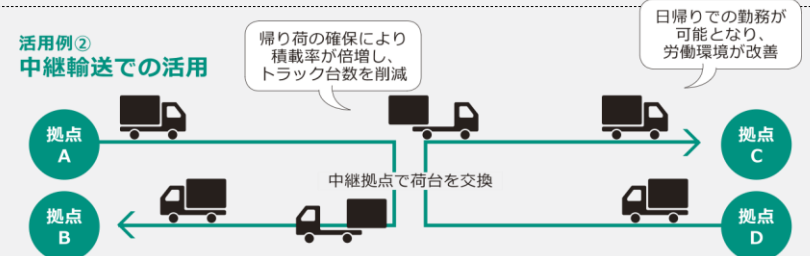 活用例②
中継輸送での活用
帰り荷の確保により
積載率が倍増し、
トラック台数を削減
日帰りでの勤務が
可能となり、
労働環境が改善
拠点
A
拠点
C
中継拠点で荷台を交換
拠点
B
拠点
D